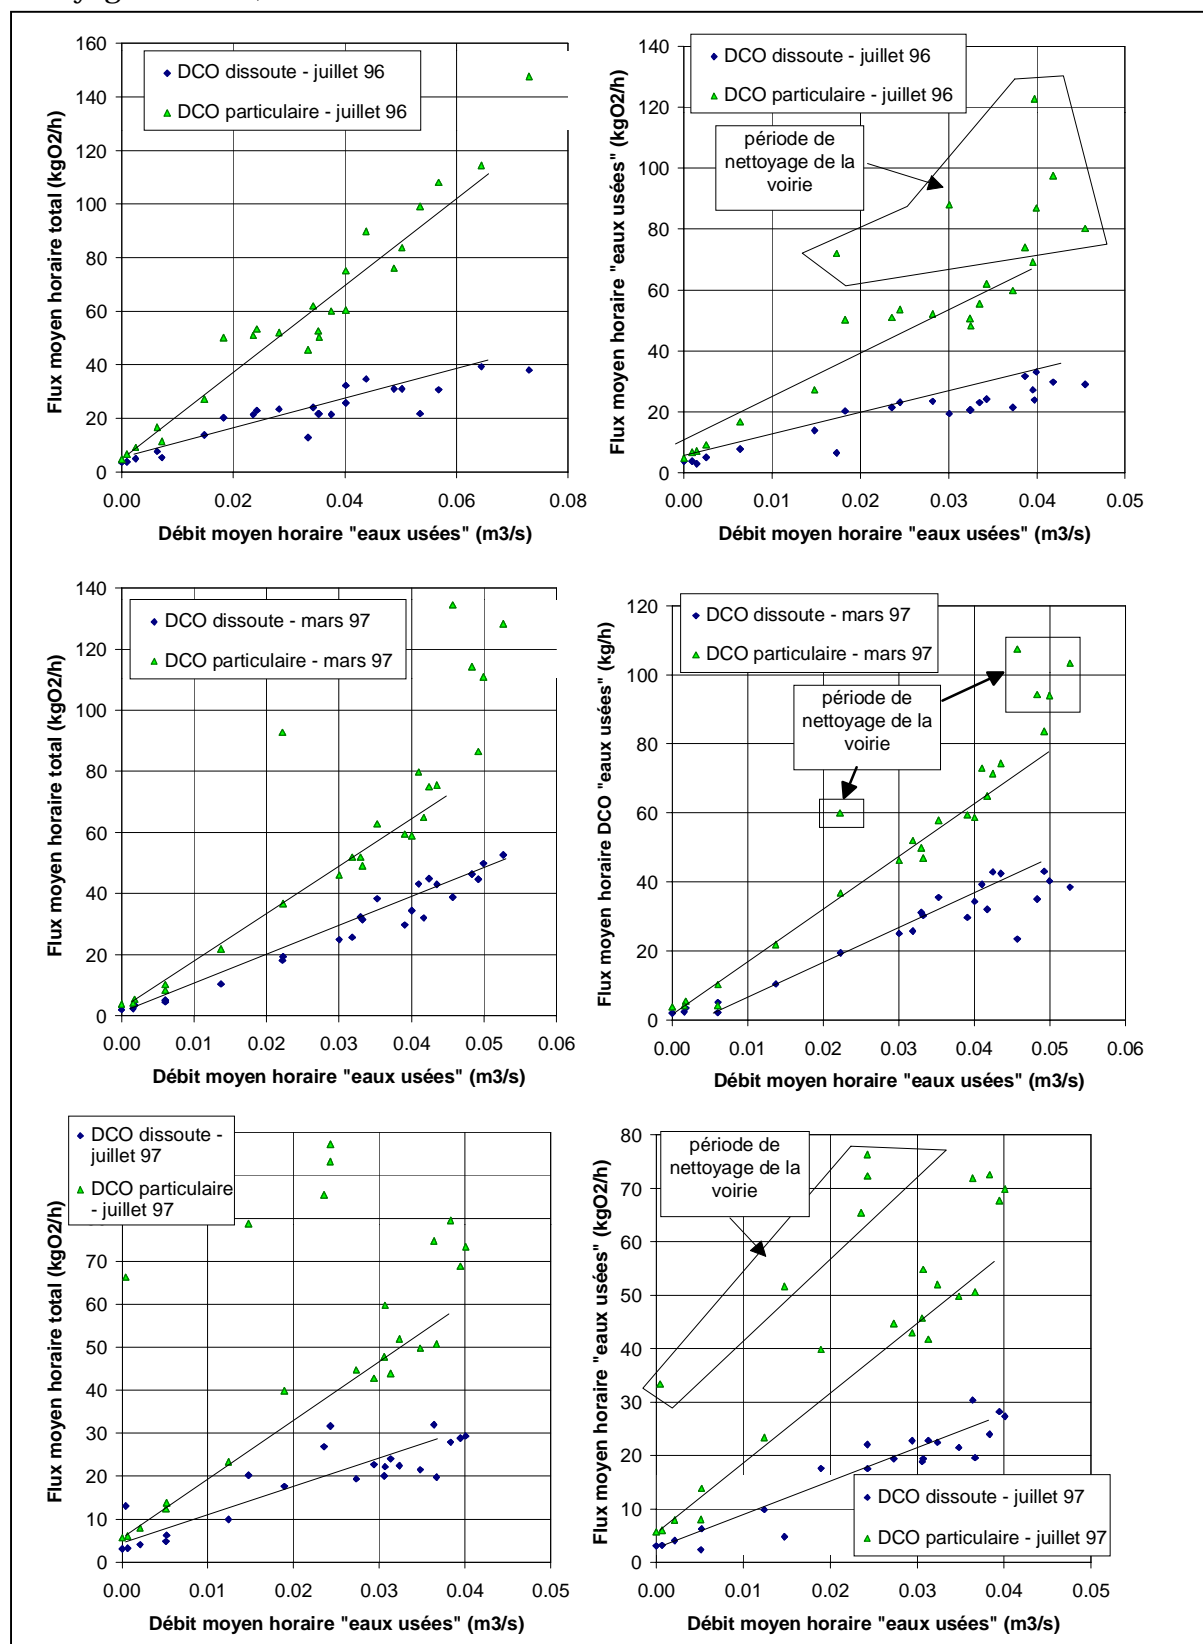 160
140
120
100
80
60
40
20
0
0.00
0.02
0.04
0.06
0.08
Flux moyen horaire total (kgO2/h)
Débit moyen horaire "eaux usées" (m3/s)
DCO dissoute - juillet 96
DCO particulaire - juillet 96
140
120
100
80
60
40
20
0
0.00
0.01
0.02
0.03
0.04
0.05
Flux moyen horaire "eaux usées" (kgO2/h)
Débit moyen horaire "eaux usées" (m3/s)
DCO dissoute - juillet 96
DCO particulaire - juillet 96
période de
nettoyage de la
voirie
140
120
100
80
60
40
20
0
0.00
0.01
0.02
0.03
0.04
0.05
0.06
Flux moyen horaire total (kgO2/h)
Débit moyen horaire "eaux usées" (m3/s)
DCO dissoute - mars 97
DCO particulaire - mars 97
120
100
80
60
40
20
0
0.00
0.01
0.02
0.03
0.04
0.05
0.06
Flux moyen horaire DCO "eaux usées" (kg/h)
Débit moyen horaire "eaux usées" (m3/s)
DCO dissoute - mars 97
DCO particulaire - mars 97
période de
nettoyage de la
voirie
DCO dissoute -
juillet 97
DCO particulaire
- juillet 97
70
60
50
40
30
20
10
0
0.00
0.01
0.02
0.03
0.04
0.05
Flux moyen horaire total (kgO2/h)
Débit moyen horaire "eaux usées" (m3/s)
80
70
60
50
40
30
20
10
0
0.00
0.01
0.02
0.03
0.04
0.05
Flux moyen horaire "eaux usées" (kgO2/h)
Débit moyen horaire "eaux usées" (m3/s)
période de
nettoyage de la
voirie
DCO dissoute - juillet 97
DCO particulaire - juillet 97